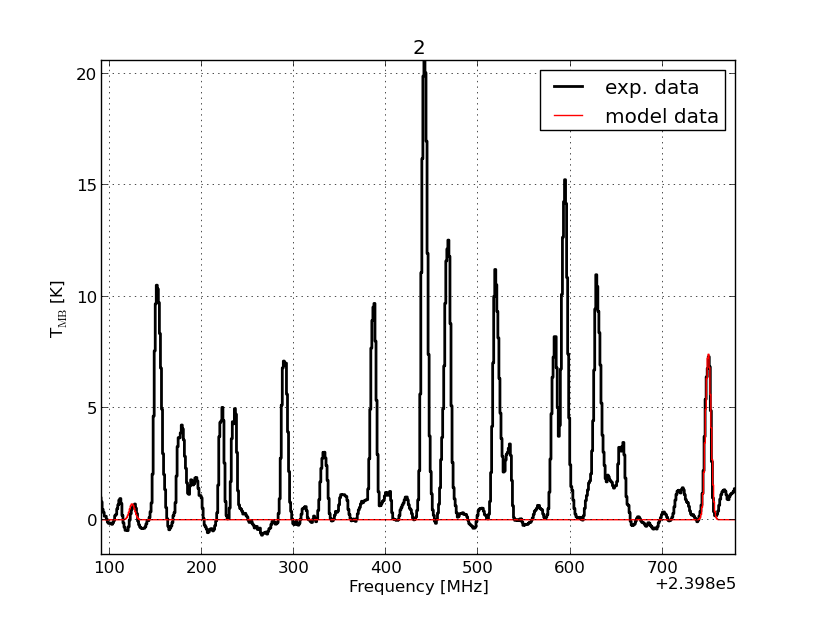 2
exp. data
model data
20
15
10
5
0
T_MB [K]
100 200 300 400 500 600 700
+2.398e5
Frequency [MHz]